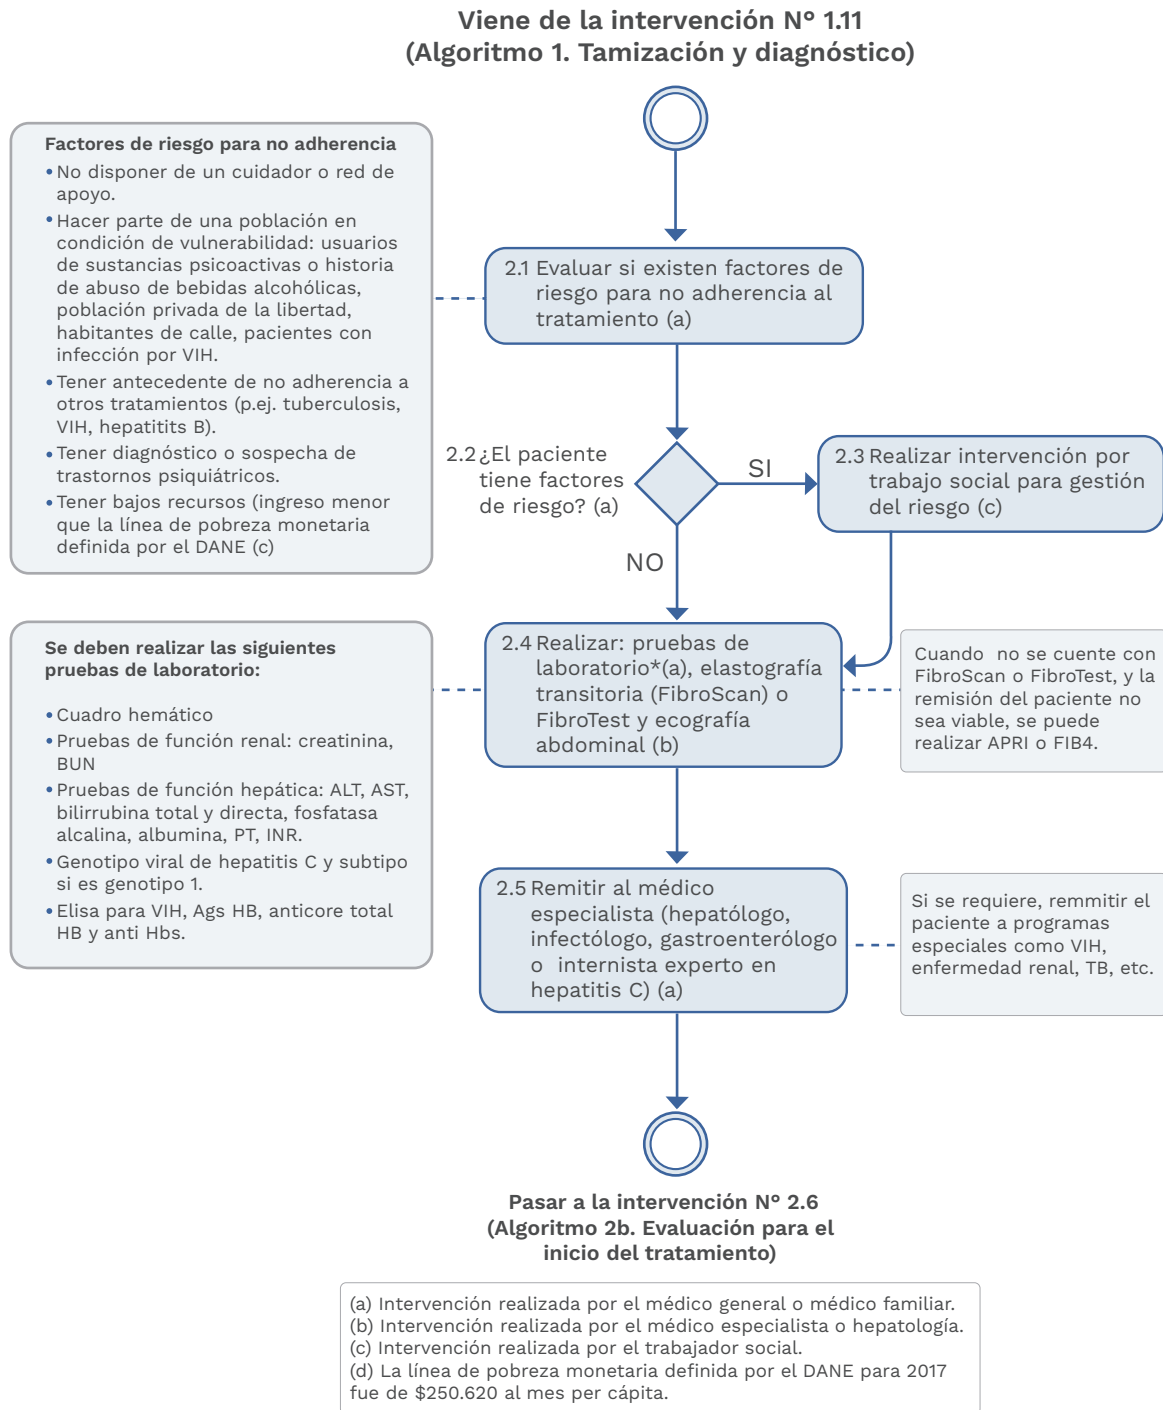 Viene de la intervención N° 1.11
(Algoritmo 1. Tamización y diagnóstico)
Factores de riesgo para no adherencia
• No disponer de un cuidador o red de
apoyo.
• Hacer parte de una población en
condición de vulnerabilidad: usuarios
de sustancias psicoactivas o historia
de abuso de bebidas alcohólicas,
población privada de la libertad,
habitantes de calle, pacientes con
infección por VIH.
• Tener antecedente de no adherencia a
otros tratamientos (p.ej. tuberculosis,
VIH, hepatitits B).
• Tener diagnóstico o sospecha de
trastornos psiquiátricos.
• Tener bajos recursos (ingreso menor
que la línea de pobreza monetaria
definida por el DANE (c)
2.1 Evaluar si existen factores de
riesgo para no adherencia al
tratamiento (a)
2.2 ¿El paciente
tiene factores
de riesgo? (a)
SI
2.3 Realizar intervención por
trabajo social para gestión
del riesgo (c)
NO
Se deben realizar las siguientes
pruebas de laboratorio:
• Cuadro hemático
• Pruebas de función renal: creatinina,
BUN
• Pruebas de función hepática: ALT, AST,
bilirrubina total y directa, fosfatasa
alcalina, albumina, PT, INR.
• Genotipo viral de hepatitis C y subtipo
si es genotipo 1.
• Elisa para VIH, Ags HB, anticore total
HB y anti Hbs.
2.4 Realizar: pruebas de
laboratorio*(a), elastografía
transitoria (FibroScan) o
FibroTest y ecografía
abdominal (b)
Cuando no se cuente con
FibroScan o FibroTest, y la
remisión del paciente no
sea viable, se puede
realizar APRI o FIB4.
2.5 Remitir al médico
especialista (hepatólogo,
infectólogo, gastroenterólogo
o internista experto en
hepatitis C) (a)
Si se requiere, remmitir el
paciente a programas
especiales como VIH,
enfermedad renal, TB, etc.
Pasar a la intervención N° 2.6
(Algoritmo 2b. Evaluación para el
inicio del tratamiento)
(a) Intervención realizada por el médico general o médico familiar.
(b) Intervención realizada por el médico especialista o hepatología.
(c) Intervención realizada por el trabajador social.
(d) La línea de pobreza monetaria definida por el DANE para 2017
fue de $250.620 al mes per cápita.